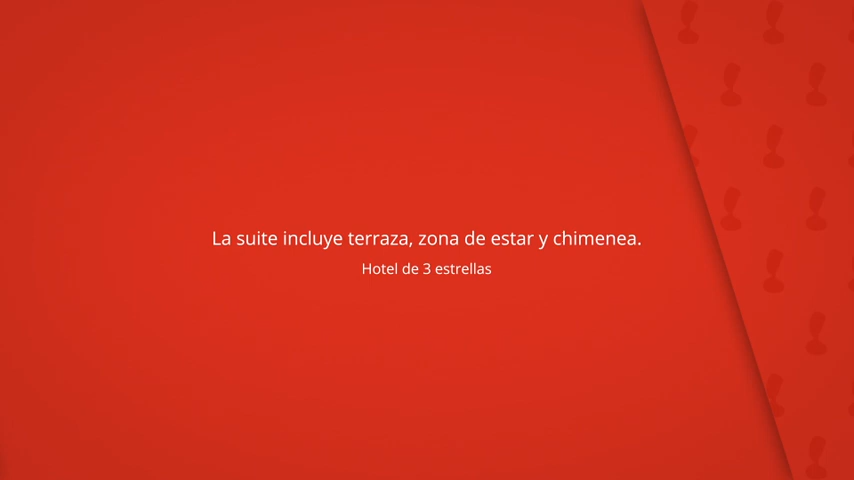 La suite incluye terraza, zona de estar y chimenea.
Hotel de 3 estrellas